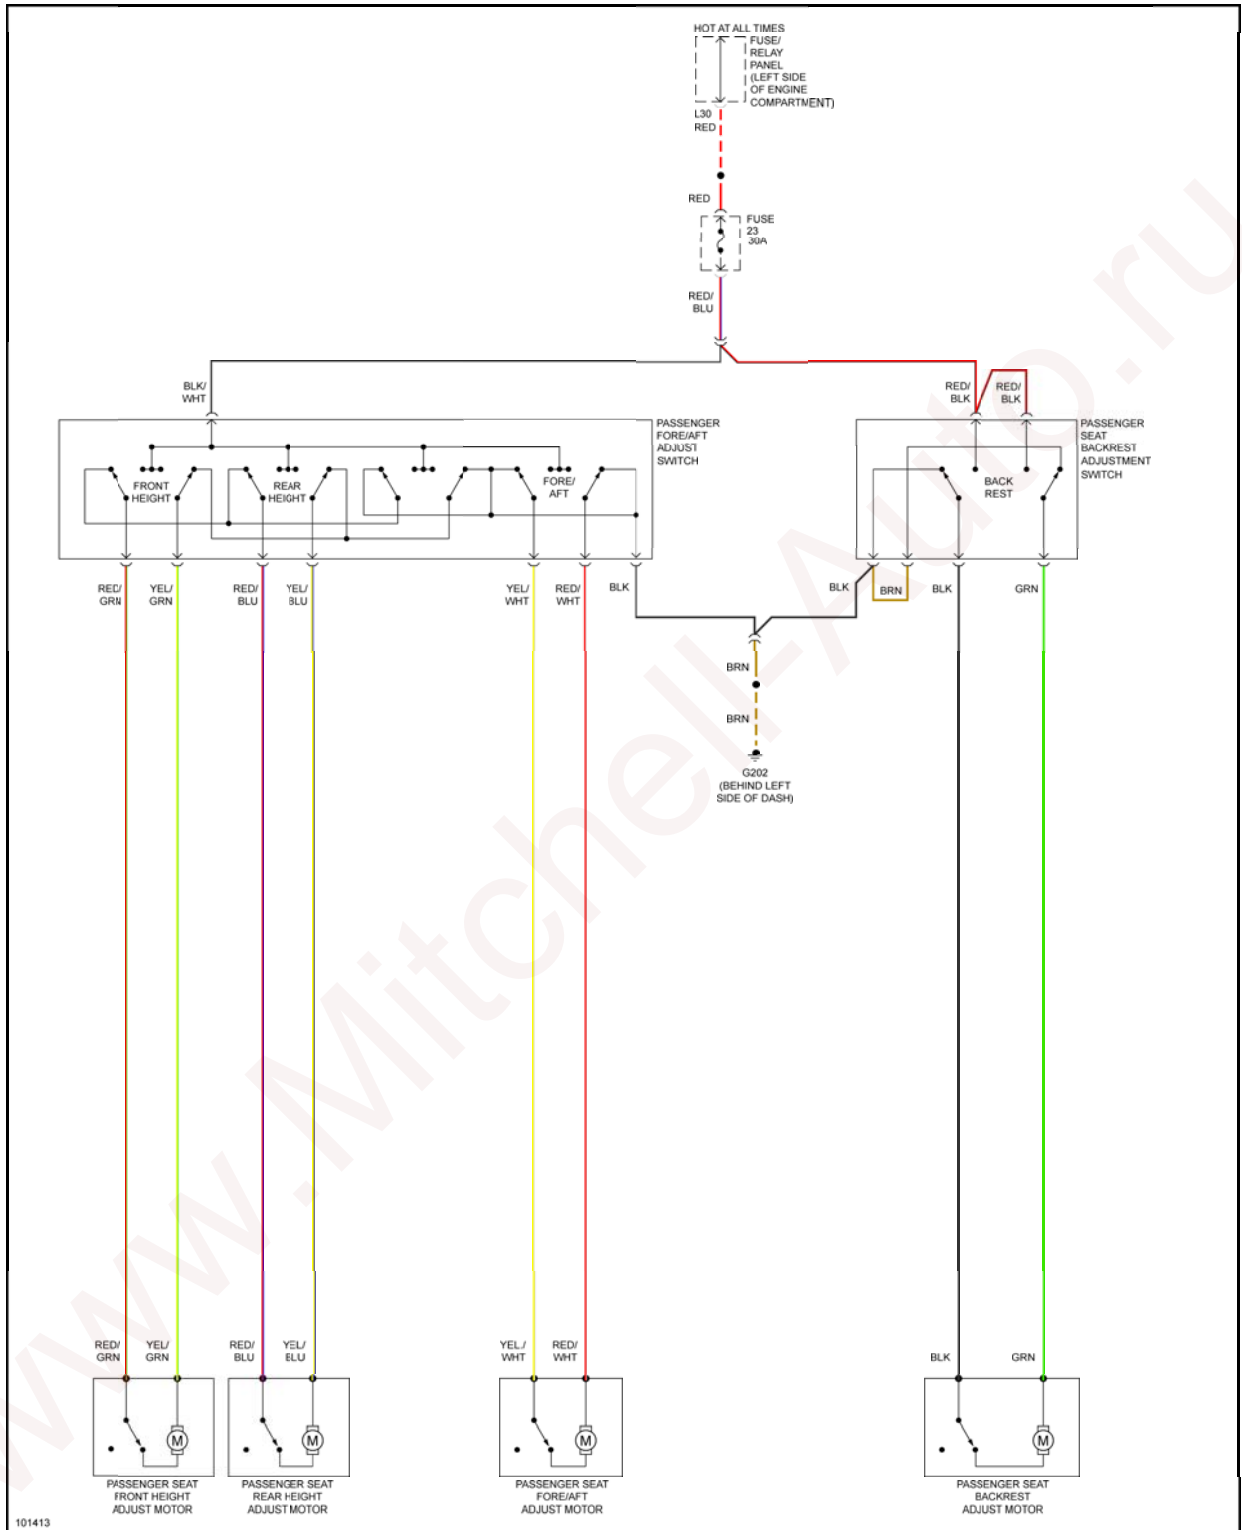 HOT AT ALL TIMES
FUSE/
RELAY
PANEL
(LEFT SIDE
OF ENGINE
COMPARTMENT)
L30
RED
RED
FUSE
23
30A
RED/
BLU
BLK/
WHT
RED/
BLK
RED/
BLK
PASSENGER
FORE/AFT
ADJUST
SWITCH
PASSENGER
SEAT
BACKREST
ADJUSTMENT
SWITCH
FRONT
HEIGHT
REAR
HEIGHT
FORE/
AFT
BACK
REST
RED/
GRN
YEL/
GRN
RED/
BLU
YEL/
BLU
YEL/
WHT
RED/
WHT
BLK
BLK
BRN
BLK
GRN
BRN
BRN
G202
(BEHIND LEFT
SIDE OF DASH)
RED/
GRN
YEL/
GRN
RED/
BLU
YEL/
BLU
YEL/
WHT
RED/
WHT
BLK
GRN
M
M
M
M
PASSENGER SEAT
FRONT HEIGHT
ADJUST MOTOR
PASSENGER SEAT
REAR HEIGHT
ADJUST MOTOR
PASSENGER SEAT
FORE/AFT
ADJUST MOTOR
PASSENGER SEAT
BACKREST
ADJUST MOTOR
101413
www.Mitchell-Auto.ru